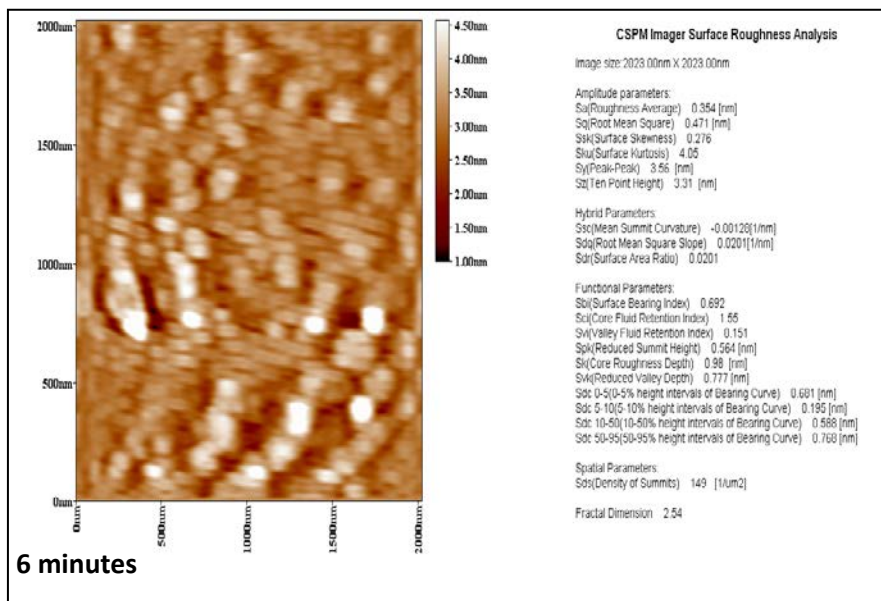 2000nm
1500nm
1000nm
500nm
0nm
0nm
500nm
1000nm
1500nm
2000nm
4.50nm
4.00nm
3.50nm
3.00nm
2.50nm
2.00nm
1.50nm
1.00nm
6 minutes
CSPM Imager Surface Roughness Analysis
Image size:2023.00nm X 2023.00nm
Amplitude parameters:
Sa(Roughness Average) 0.354 [nm]
Sq(Root Mean Square) 0.471 [nm]
Ssk(Surface Skewness) 0.276
Sku(Surface Kurtosis) 4.05
Sy(Peak-Peak) 3.56 [nm]
Sz(Ten Point Height) 3.31 [nm]
Hybrid Parameters:
Ssc(Mean Summit Curvature) -0.00128[1/nm]
Sdq(Root Mean Square Slope) 0.0201[1/nm]
Sdr(Surface Area Ratio) 0.0201
Functional Parameters:
Sbi(Surface Bearing Index) 0.692
Sci(Core Fluid Retention Index) 1.55
Svi(Valley Fluid Retention Index) 0.151
Spk(Reduced Summit Height) 0.564 [nm]
Sk(Core Roughness Depth) 0.98 [nm]
Svk(Reduced Valley Depth) 0.777 [nm]
Sdc 0-5(0-5% height intervals of Bearing Curve) 0.681 [nm]
Sdc 5-10(5-10% height intervals of Bearing Curve) 0.195 [nm]
Sdc 10-50(10-50% height intervals of Bearing Curve) 0.588 [nm]
Sdc 50-95(50-95% height intervals of Bearing Curve) 0.768 [nm]
Spatial Parameters:
Sds(Density of Summits) 149 [1/um2]
Fractal Dimension 2.54